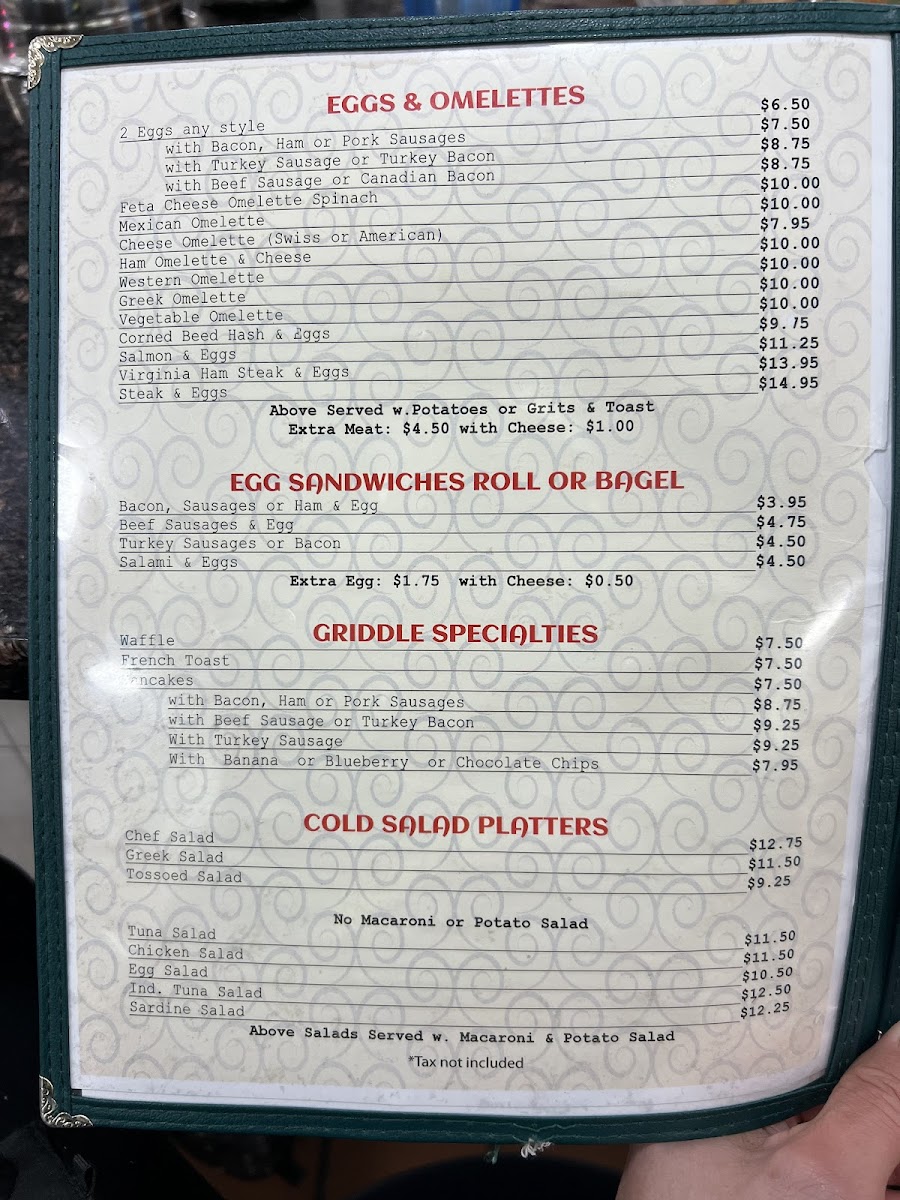 EGGS & OMELETTES
2 Eggs any style $6.50
with Bacon, Ham or Pork Sausages $7.50
with Turkey Sausage or Turkey Bacon $8.75
with Beef Sausage or Canadian Bacon $8.75
Feta Cheese Omelette Spinach $10.00
Mexican Omelette $10.00
Cheese Omelette (Swiss or American) $7.95
Ham Omelette & Cheese $10.00
Western Omelette $10.00
Greek Omelette $10.00
Vegetable Omelette $10.00
Corned Beed Hash & Eggs $9.75
Salmon & Eggs $11.25
Virginia Ham Steak & Eggs $13.95
Steak & Eggs $14.95
Above Served w.Potatoes or Grits & Toast
Extra Meat: $4.50 with Cheese: $1.00
EGG SANDWICHES ROLL OR BAGEL
Bacon, Sausages or Ham & Egg $3.95
Beef Sausages & Egg $4.75
Turkey Sausages or Bacon $4.50
Salami & Eggs $4.50
Extra Egg: $1.75 with Cheese: $0.50
GRIDDLE SPECIALTIES
Waffle $7.50
French Toast $7.50
Pancakes $7.50
with Bacon, Ham or Pork Sausages $8.75
with Beef Sausage or Turkey Bacon $9.25
With Turkey Sausage $9.25
With Banana or Blueberry or Chocolate Chips $7.95
COLD SALAD PLATTERS
Chef Salad $12.75
Greek Salad $11.50
Tossoed Salad $9.25
No Macaroni or Potato Salad
Tuna Salad $11.50
Chicken Salad $11.50
Egg Salad $10.50
Ind. Tuna Salad $12.50
Sardine Salad $12.25
Above Salads Served w. Macaroni & Potato Salad
*Tax not included